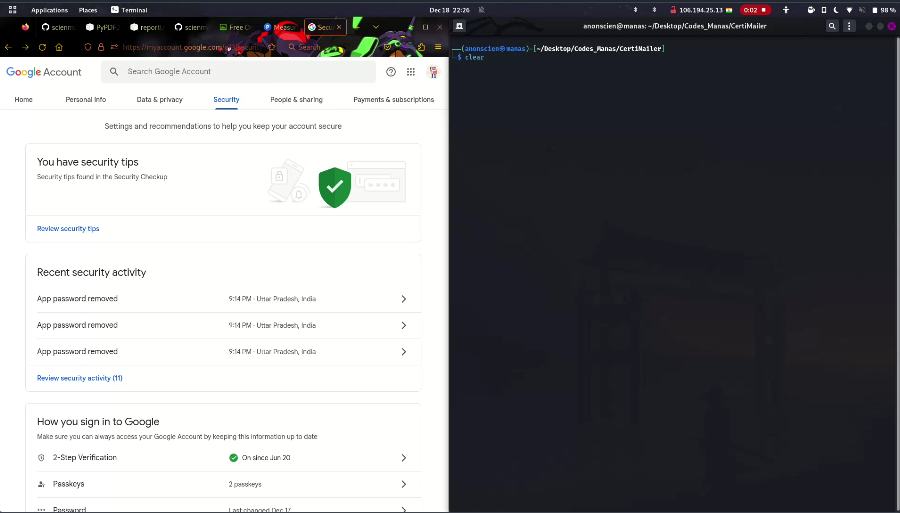 Applications Places Terminal Dec 18 22:26 106.194.25.13 0:02 98 %
scienm PyPDF reportl scienm Free O Measu Secu
https://myaccount.google.com/ Search
anonscien@manas: ~/Desktop/Codes_Manas/CertiMailer
(anonscien㉿manas)-[~/Desktop/Codes_Manas/CertiMailer]
$ clear
Google Account Search Google Account
Home Personal info Data & privacy Security People & sharing Payments & subscriptions
Settings and recommendations to help you keep your account secure
You have security tips
Security tips found in the Security Checkup
Review security tips
Recent security activity
App password removed 9:14 PM · Uttar Pradesh, India
App password removed 9:14 PM · Uttar Pradesh, India
App password removed 9:14 PM · Uttar Pradesh, India
Review security activity (11)
How you sign in to Google
Make sure you can always access your Google Account by keeping this information up to date
2-Step Verification On since Jun 20
Passkeys 2 passkeys
Password Last changed Dec 17